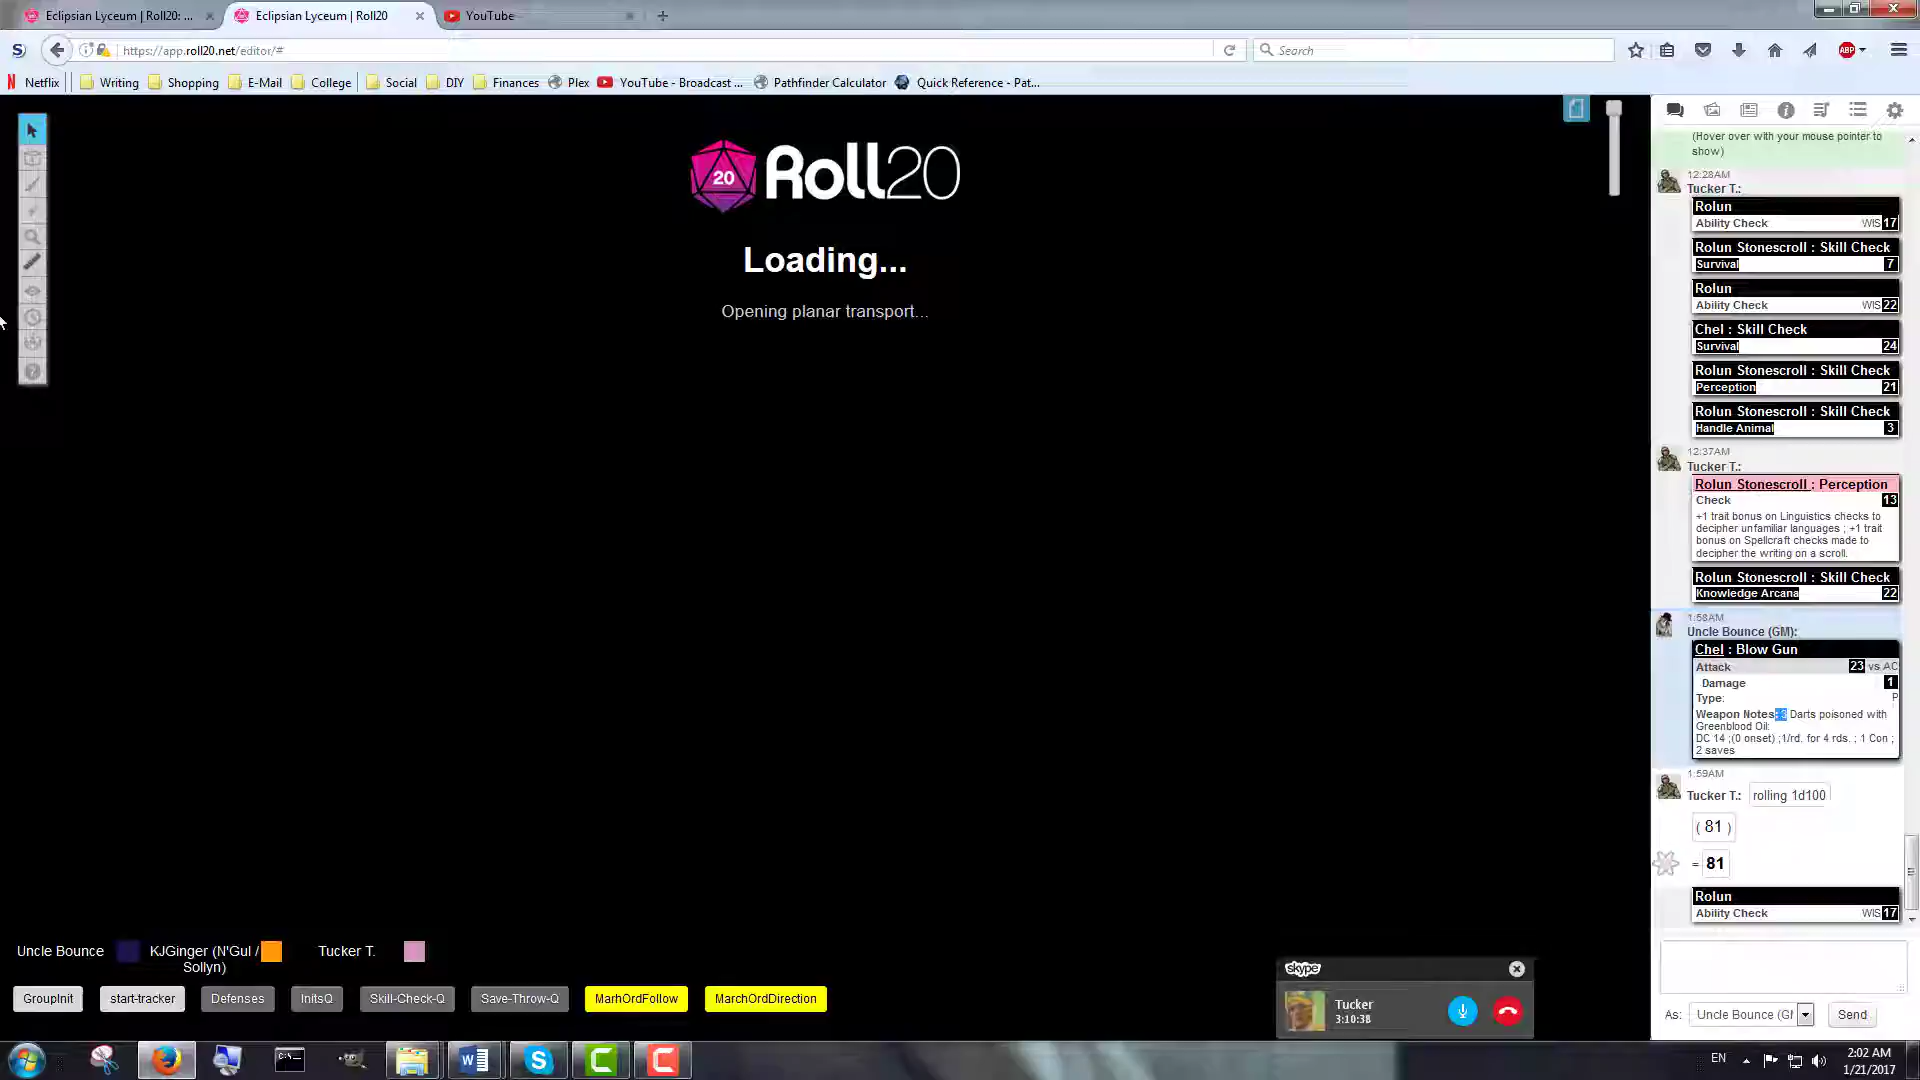 Eclipsian Lyceum | Roll20: ...
Eclipsian Lyceum | Roll20
YouTube
https://app.roll20.net/editor/#
Search
ABP
Netflix
Writing
Shopping
E-Mail
College
Social
DIY
Finances
Plex
YouTube - Broadcast ...
Pathfinder Calculator
Quick Reference - Pat...
20
Roll20
Loading...
Opening planar transport...
(Hover over with your mouse pointer to
show)
12:28AM
Tucker T.:
Rolun
Ability Check WIS 17
Rolun Stonescroll : Skill Check
Survival 7
Rolun
Ability Check WIS 22
Chel : Skill Check
Survival 24
Rolun Stonescroll : Skill Check
Perception 21
Rolun Stonescroll : Skill Check
Handle Animal 3
12:37AM
Tucker T.:
Rolun Stonescroll : Perception
Check 13
+1 trait bonus on Linguistics checks to
decipher unfamiliar languages ; +1 trait
bonus on Spellcraft checks made to
decipher the writing on a scroll.
Rolun Stonescroll : Skill Check
Knowledge Arcana 22
1:58AM
Uncle Bounce (GM):
Chel : Blow Gun
Attack 23 vs AC
Damage 1
Type: P
Weapon Notes: 3 Darts poisoned with
Greenblood Oil:
DC 14 ;(0 onset) ;1/rd. for 4 rds. ; 1 Con ;
2 saves
1:59AM
Tucker T.: rolling 1d100
( 81 )
= 81
Rolun
Ability Check WIS 17
As: Uncle Bounce (GM
Send
Uncle Bounce
KJGinger (N'Gul /
Sollyn)
Tucker T.
GroupInit
start-tracker
Defenses
InitsQ
Skill-Check-Q
Save-Throw-Q
MarhOrdFollow
MarchOrdDirection
skype
Tucker
3:10:38
EN
2:02 AM
1/21/2017